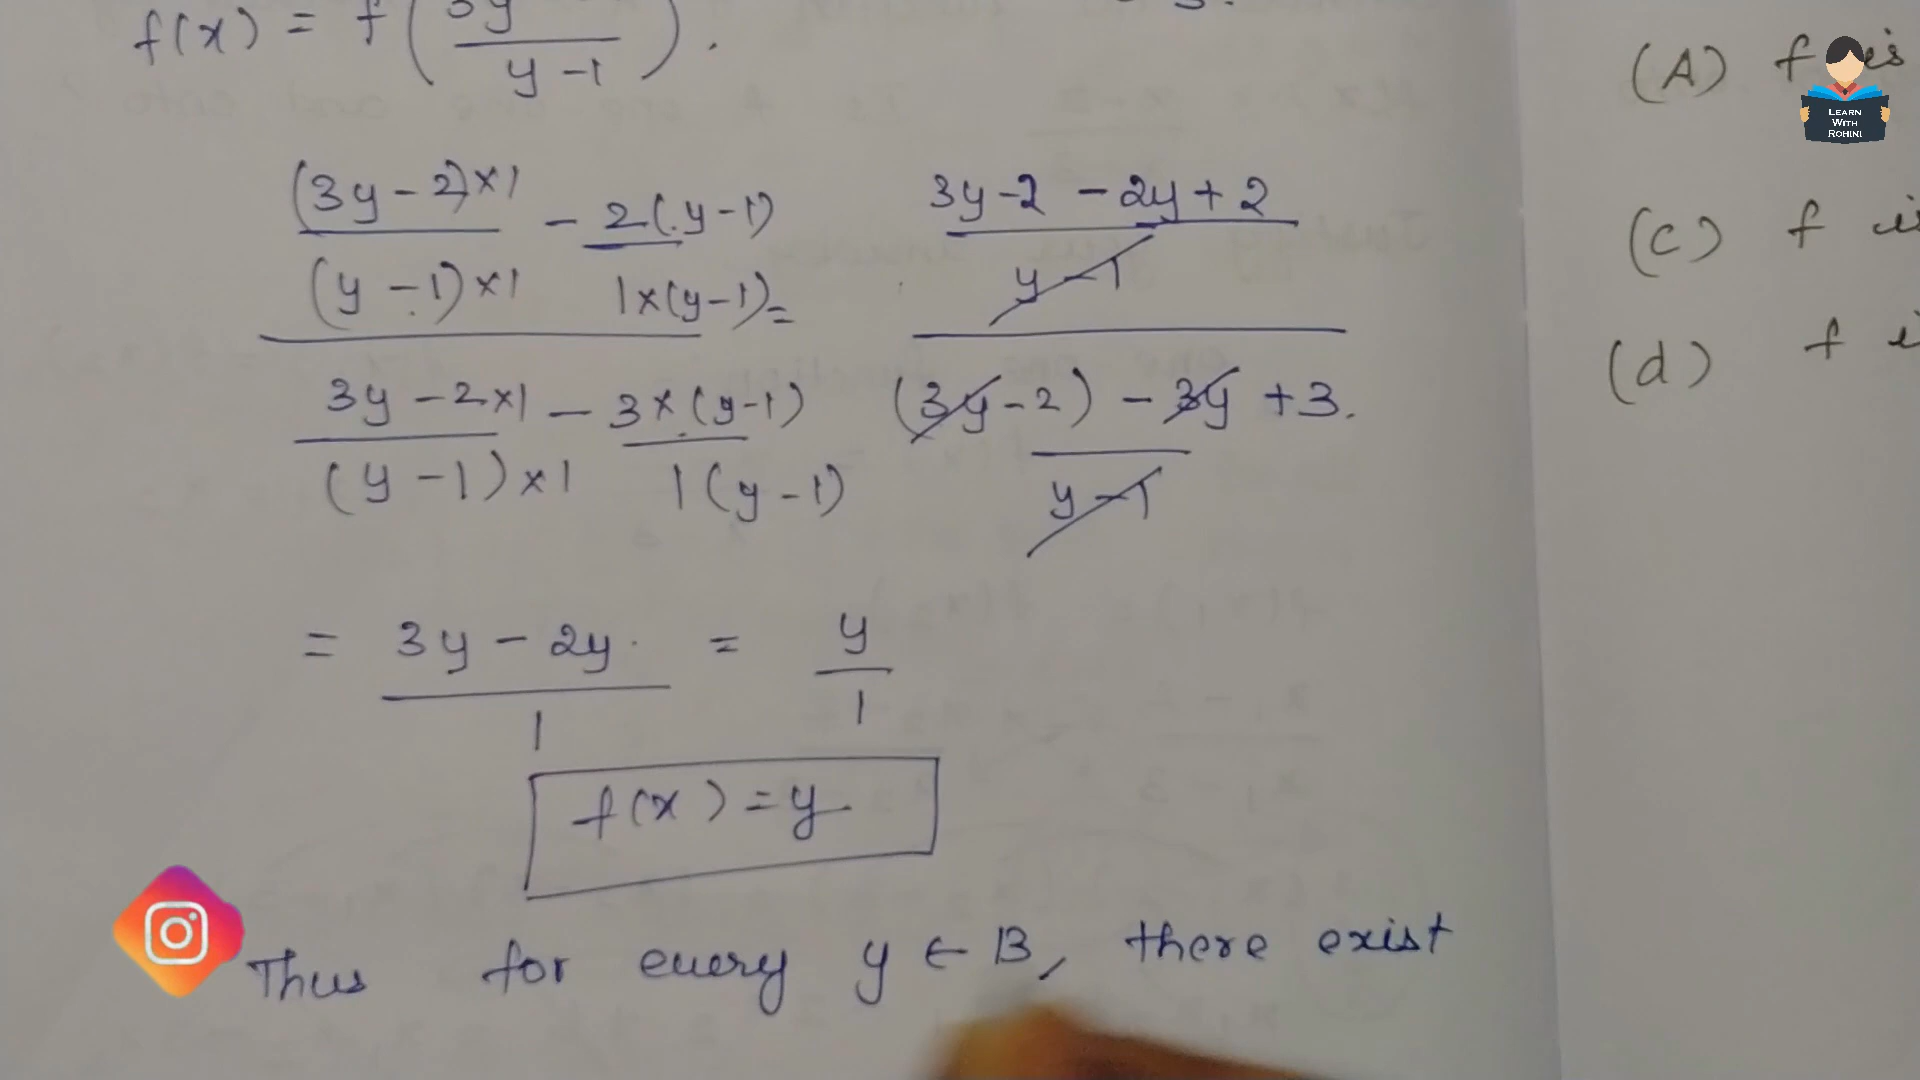 f(x) = f(3y / y - 1).
(3y - 2)×1 / (y - 1)×1 - 2(y - 1) / 1×(y - 1) = 3y - 2 - 2y + 2 / y - 1
3y - 2×1 / (y - 1)×1 - 3×(y - 1) / 1(y - 1) (3y - 2) - 3y + 3. / y - 1
= 3y - 2y / 1 = y / 1
f(x) = y
Thus for every y ∈ B, there exist
(A) f is
(C) f is
(d) f
LEARN
WITH
ROHINI